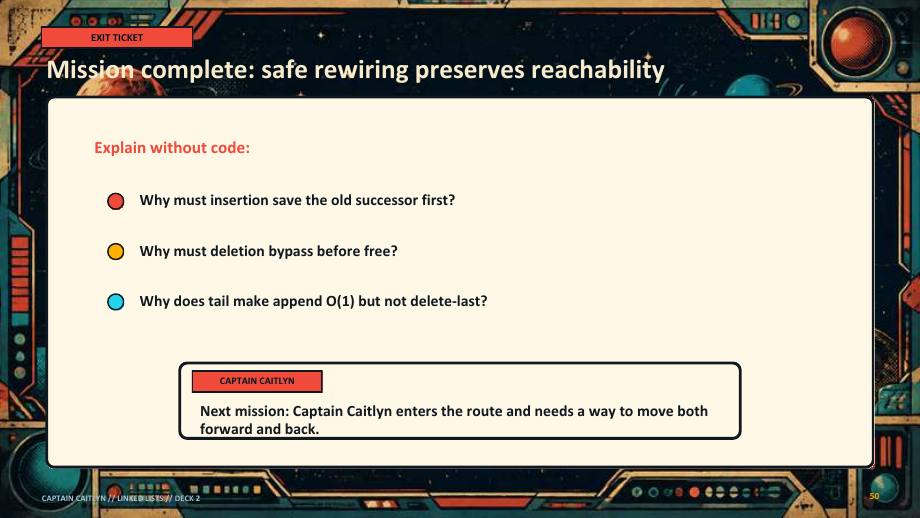 EXIT TICKET
Mission complete: safe rewiring preserves reachability
Explain without code:
Why must insertion save the old successor first?
Why must deletion bypass before free?
Why does tail make append O(1) but not delete-last?
CAPTAIN CAITLYN
Next mission: Captain Caitlyn enters the route and needs a way to move both
forward and back.
CAPTAIN CAITLYN // LINKED LISTS // DECK 2
50